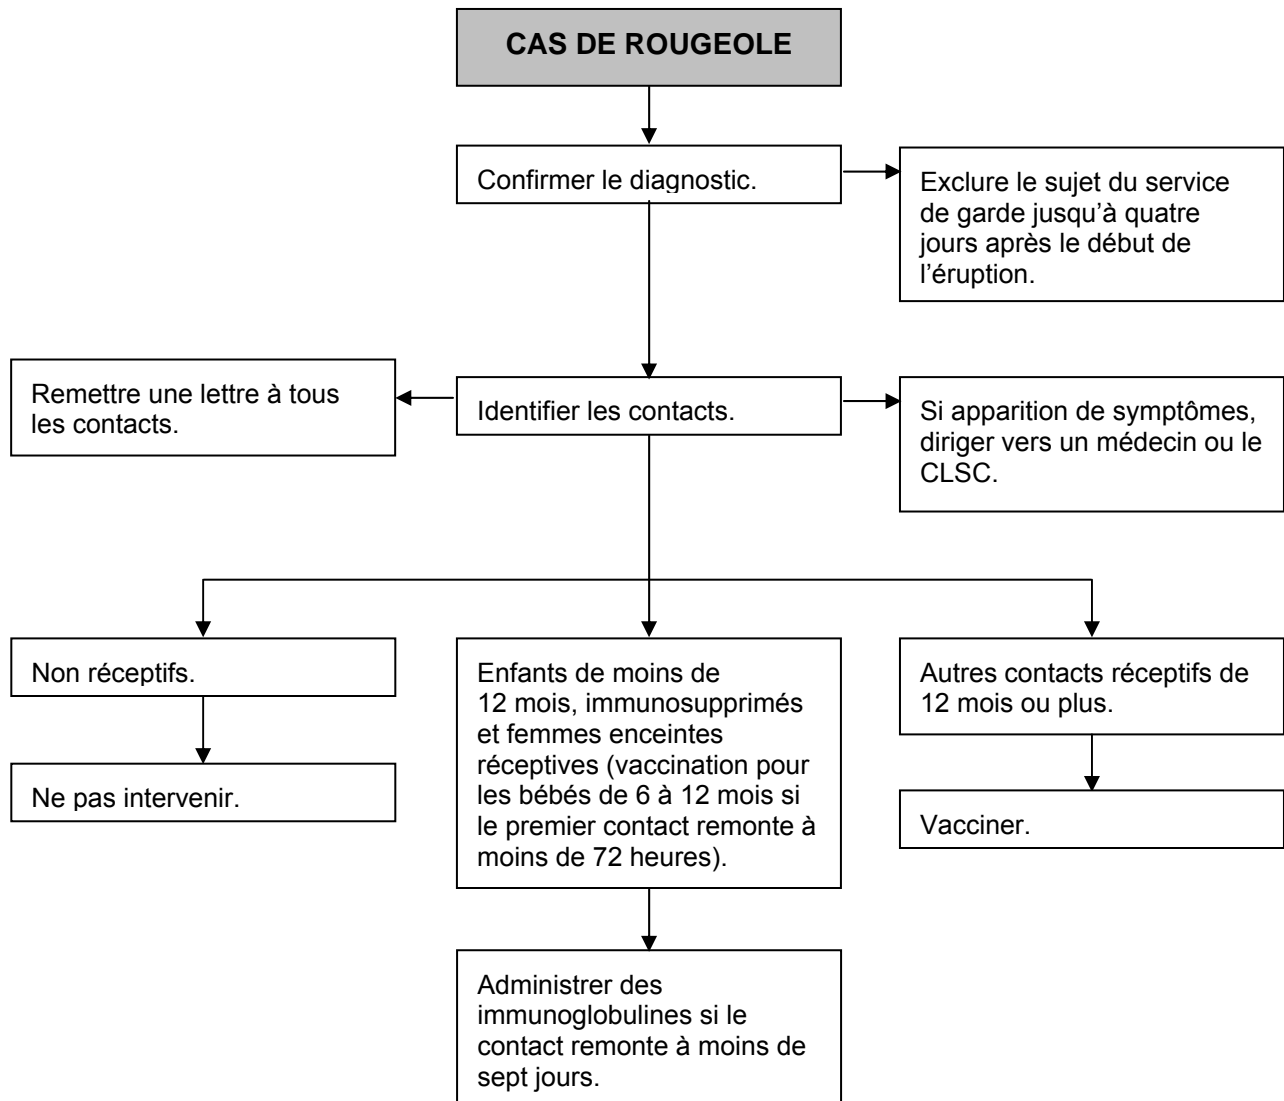 CAS DE ROUGEOLE
Confirmer le diagnostic.
Exclure le sujet du service
de garde jusqu’à quatre
jours après le début de
l’éruption.
Remettre une lettre à tous
les contacts.
Identifier les contacts.
Si apparition de symptômes,
diriger vers un médecin ou le
CLSC.
Non réceptifs.
Ne pas intervenir.
Enfants de moins de
12 mois, immunosupprimés
et femmes enceintes
réceptives (vaccination pour
les bébés de 6 à 12 mois si
le premier contact remonte à
moins de 72 heures).
Administrer des
immunoglobulines si le
contact remonte à moins de
sept jours.
Autres contacts réceptifs de
12 mois ou plus.
Vacciner.